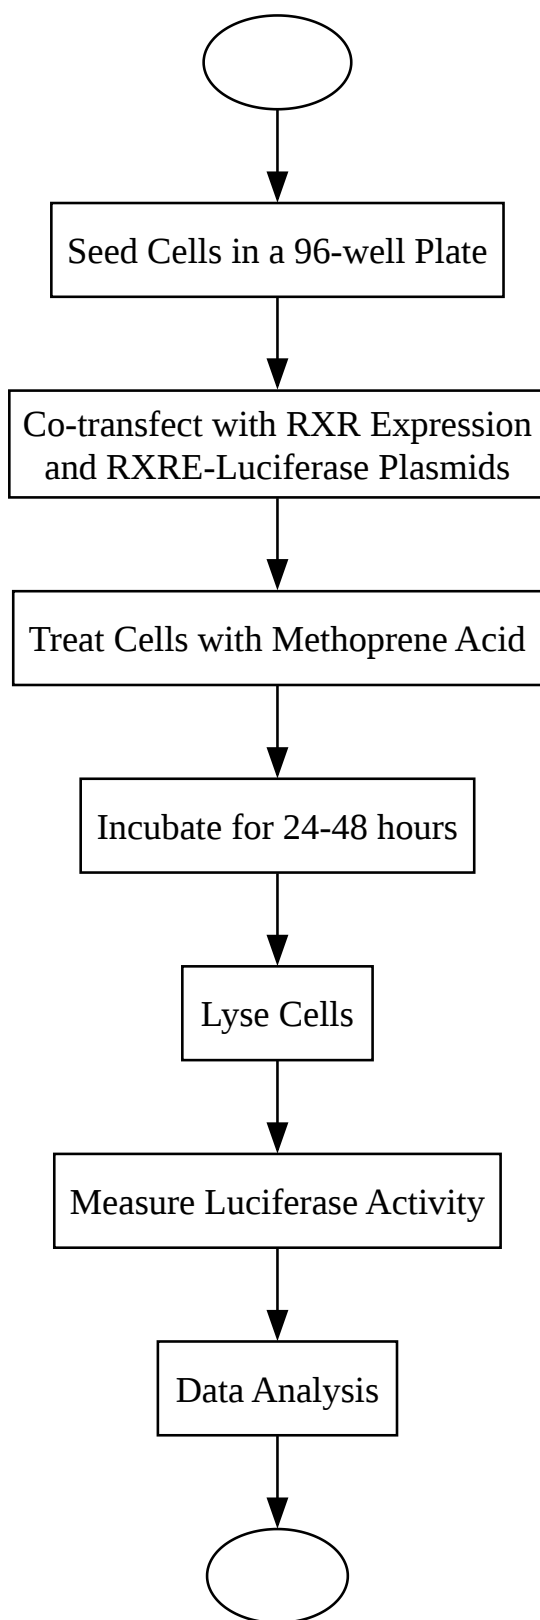 Seed Cells in a 96-well Plate
Co-transfect with RXR Expression
and RXRE-Luciferase Plasmids
Treat Cells with Methoprene Acid
Incubate for 24-48 hours
Lyse Cells
Measure Luciferase Activity
Data Analysis